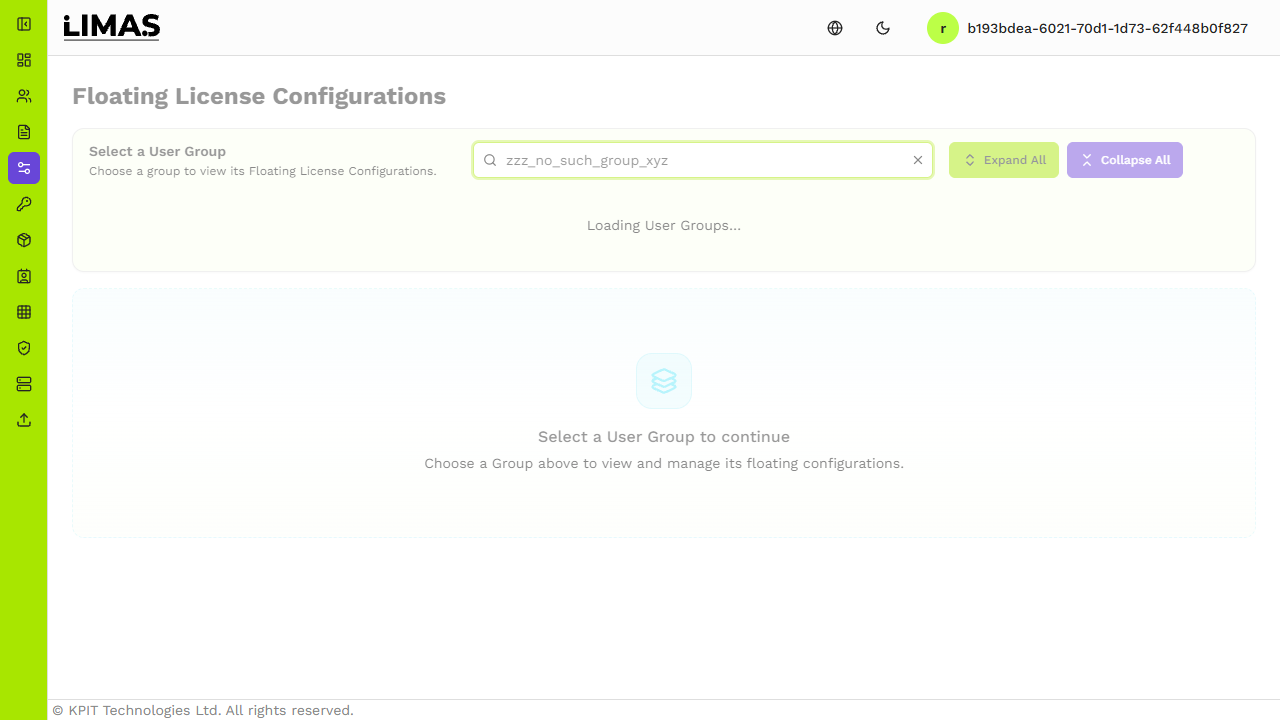 LIMAS
r
b193bdea-6021-70d1-1d73-62f448b0f827
Floating License Configurations
Select a User Group
Choose a group to view its Floating License Configurations.
zzz_no_such_group_xyz
Expand All
Collapse All
Loading User Groups...
Select a User Group to continue
Choose a Group above to view and manage its floating configurations.
© KPIT Technologies Ltd. All rights reserved.